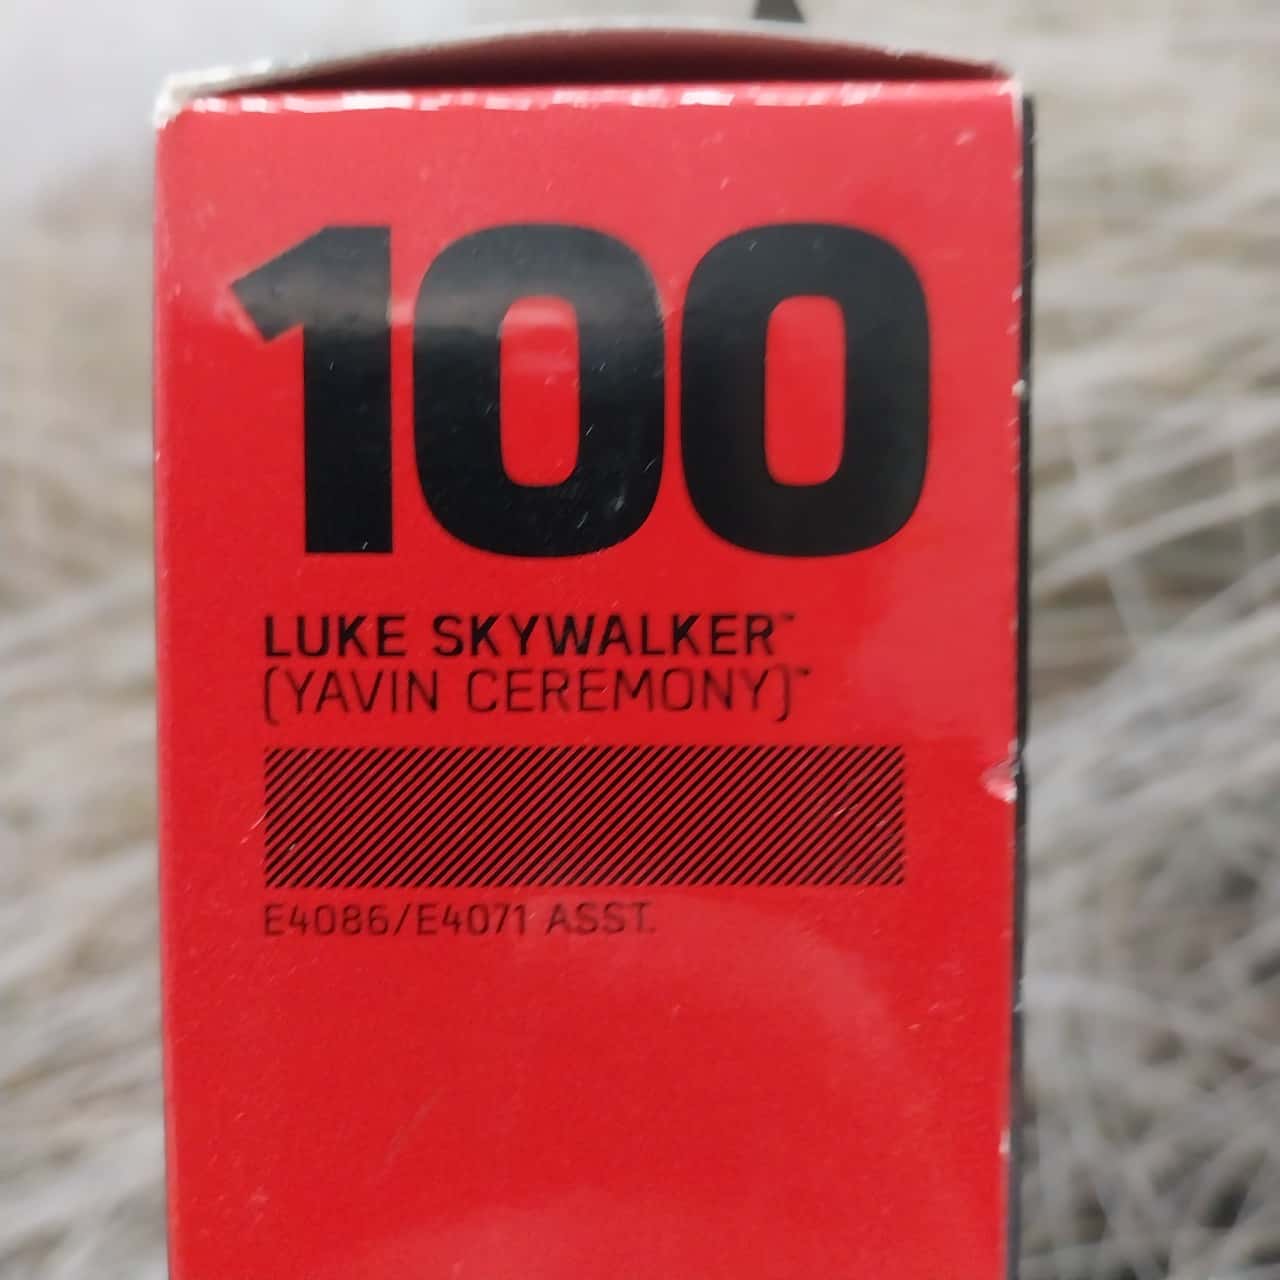 100
LUKE SKYWALKER™
(YAVIN CEREMONY)™
E4086/E4071 ASST.